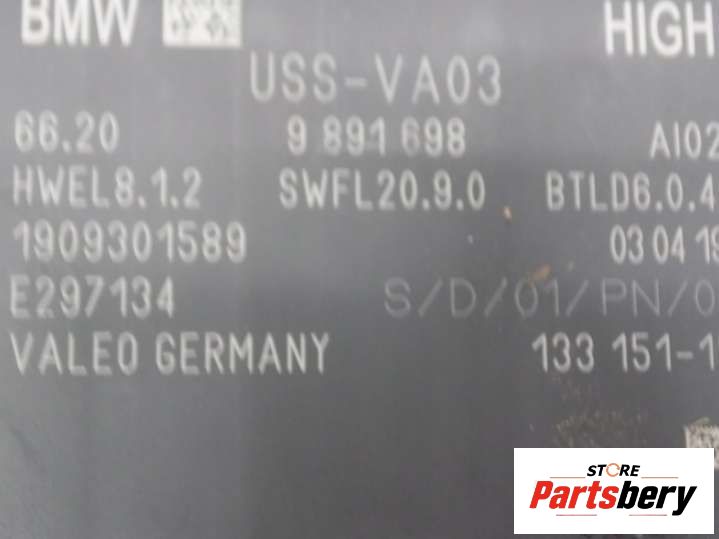 BMW HIGH
USS-VA03
66.20 9 891 698 AI02
HWEL8.1.2 SWFL20.9.0 BTLD6.0.4
1909301589 03 04 19
E297134 S/D/01/PN/0
VALEO GERMANY 133 151-1
STORE
Partsbery